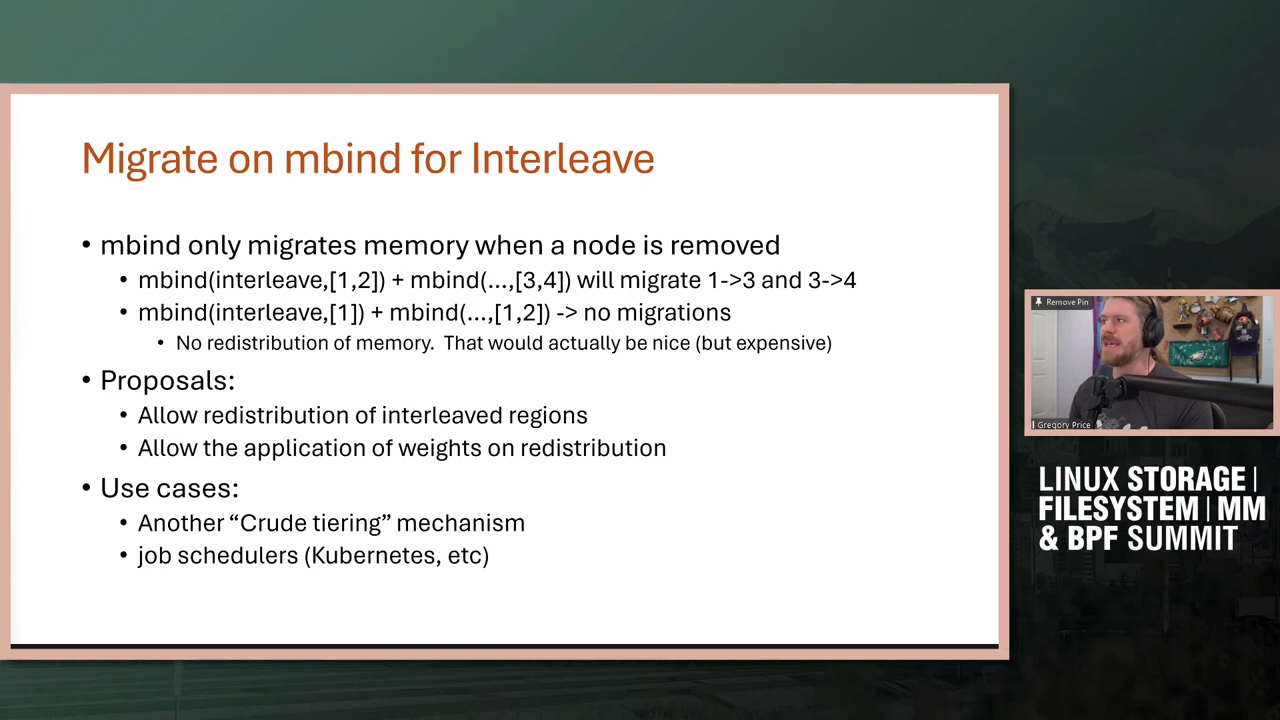 Migrate on mbind for Interleave
• mbind only migrates memory when a node is removed
• mbind(interleave,[1,2]) + mbind(...,[3,4]) will migrate 1->3 and 3->4
• mbind(interleave,[1]) + mbind(...,[1,2]) -> no migrations
• No redistribution of memory. That would actually be nice (but expensive)
• Proposals:
• Allow redistribution of interleaved regions
• Allow the application of weights on redistribution
• Use cases:
• Another “Crude tiering” mechanism
• job schedulers (Kubernetes, etc)
Remove Pin
Gregory Price
LINUX STORAGE |
FILESYSTEM | MM
& BPF SUMMIT